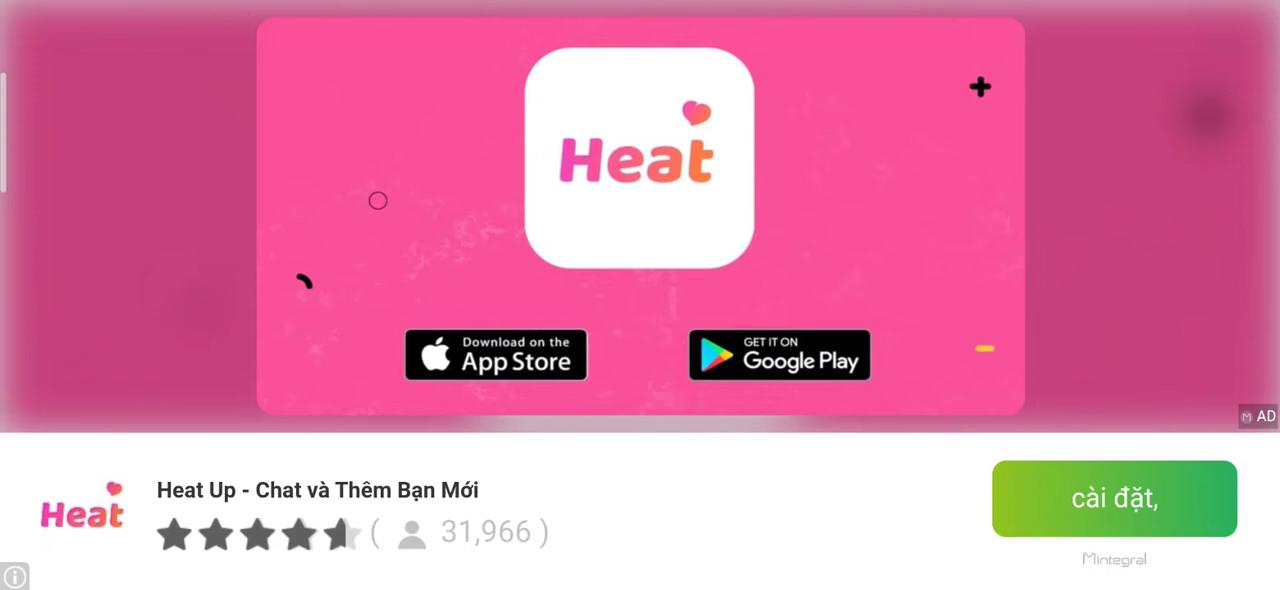 Heat
Download on the
App Store
GET IT ON
Google Play
AD
Heat
Heat Up - Chat và Thêm Bạn Mới
( 31,966 )
cài đặt,
Mintegral